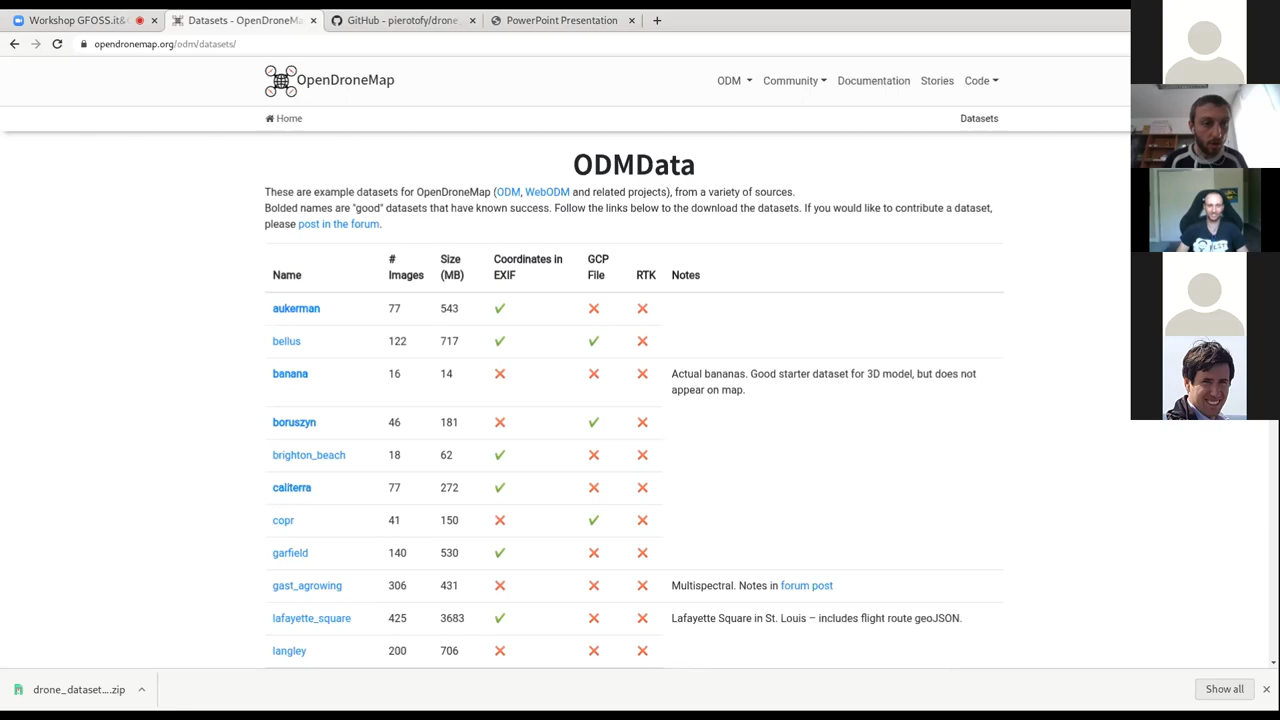 Workshop GFOSS.it&
Datasets - OpenDroneMa
GitHub - pierotofy/drone_
PowerPoint Presentation
opendronemap.org/odm/datasets/
OpenDroneMap
ODM Community Documentation Stories Code
Home
Datasets
ODMData
These are example datasets for OpenDroneMap (ODM, WebODM and related projects), from a variety of sources.
Bolded names are "good" datasets that have known success. Follow the links below to the download the datasets. If you would like to contribute a dataset,
please post in the forum.
Name # Images Size (MB) Coordinates in EXIF GCP File RTK Notes
aukerman 77 543 ✓ ❌ ❌
bellus 122 717 ✓ ✓ ❌
banana 16 14 ❌ ❌ ❌ Actual bananas. Good starter dataset for 3D model, but does not
appear on map.
boruszyn 46 181 ❌ ✓ ❌
brighton_beach 18 62 ✓ ❌ ❌
caliterra 77 272 ✓ ❌ ❌
copr 41 150 ❌ ✓ ❌
garfield 140 530 ✓ ❌ ❌
gast_agrowing 306 431 ❌ ❌ ❌ Multispectral. Notes in forum post
lafayette_square 425 3683 ✓ ❌ ❌ Lafayette Square in St. Louis – includes flight route geoJSON.
langley 200 706 ❌ ❌ ❌
drone_dataset....zip
Show all